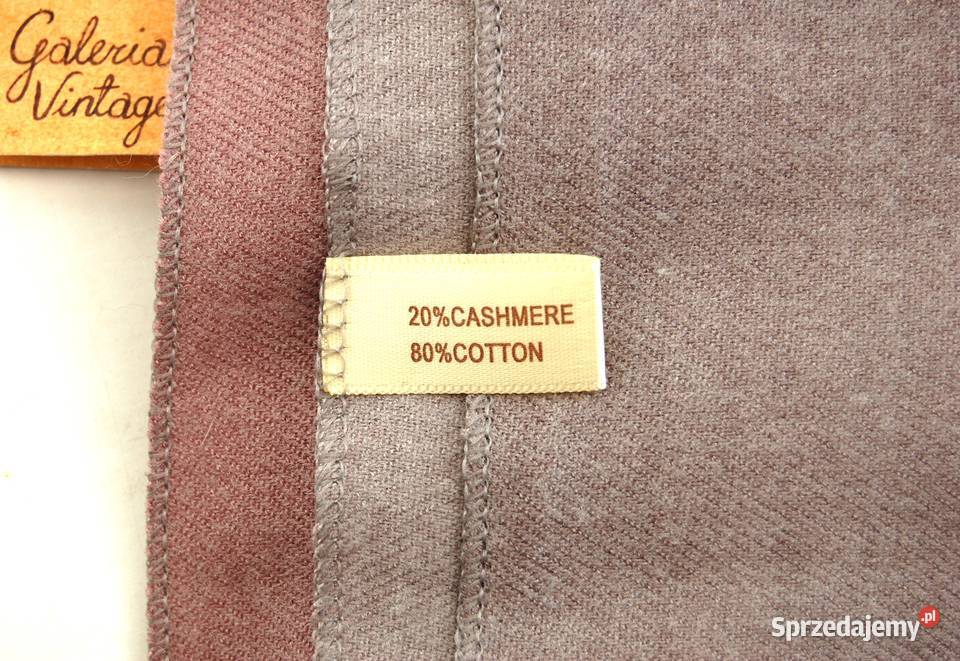 Galeria
Vintage
20%CASHMERE
80%COTTON
Sprzedajemy.pl